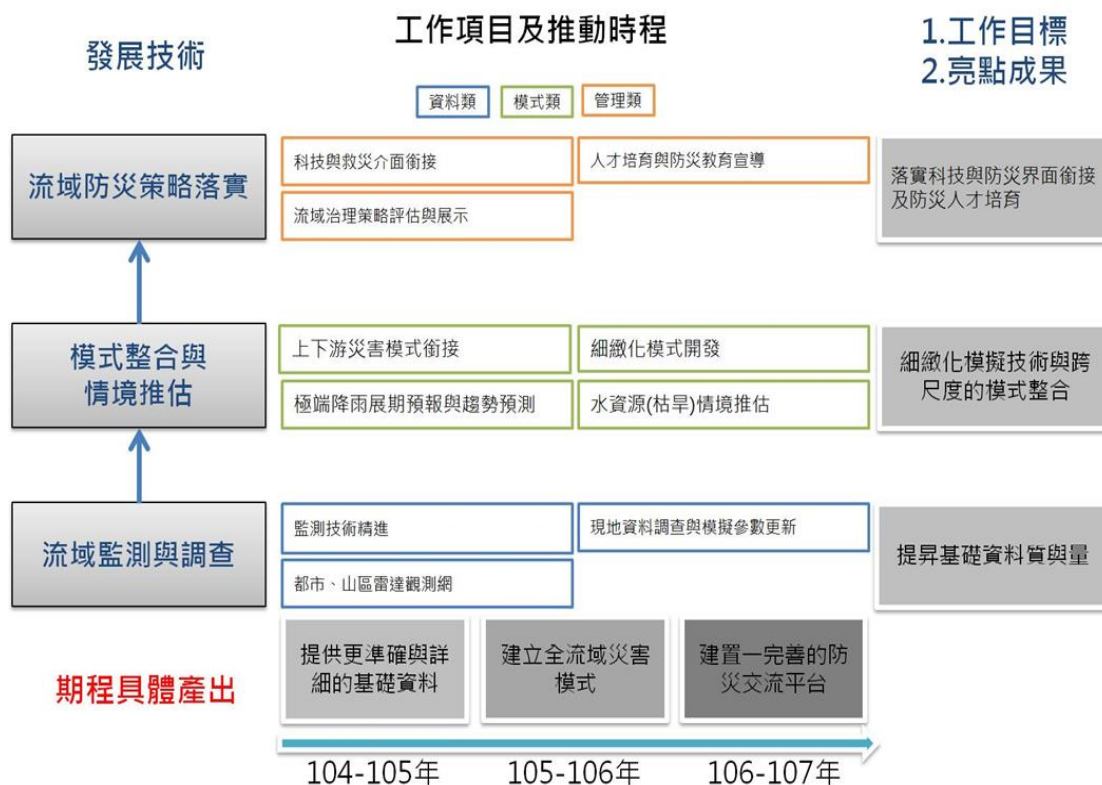 發展技術
工作項目及推動時程
1.工作目標
2.亮點成果
資料類
模式類
管理類
流域防災策略落實
科技與救災介面銜接
人才培育與防災教育宣導
流域治理策略評估與展示
落實科技與防災界面銜接
及防災人才培育
模式整合與
情境推估
上下游災害模式銜接
細緻化模式開發
極端降雨展期預報與趨勢預測
水資源(枯旱)情境推估
細緻化模擬技術與跨
尺度的模式整合
流域監測與調查
監測技術精進
現地資料調查與模擬參數更新
都市、山區雷達觀測網
提昇基礎資料質與量
期程具體產出
提供更準確與詳
細的基礎資料
建立全流域災害
模式
建置一完善的防
災交流平台
104-105年
105-106年
106-107年